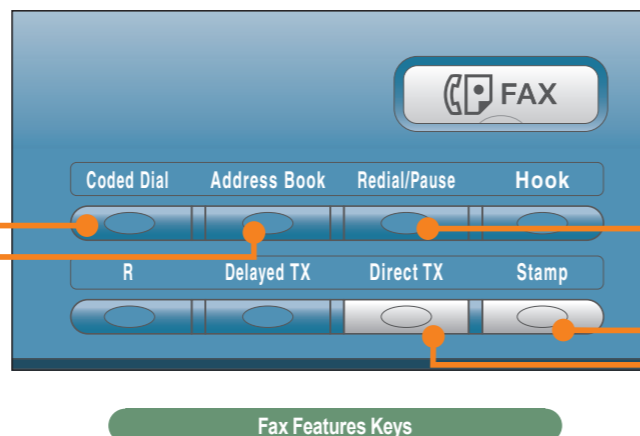 FAX
Coded Dial Address Book Redial/Pause Hook
R Delayed TX Direct TX Stamp
Fax Features Keys